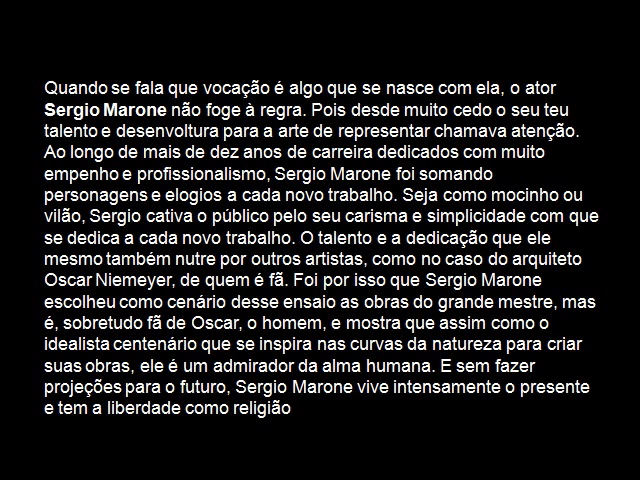 Quando se fala que vocação é algo que se nasce com ela, o ator
Sergio Marone não foge à regra. Pois desde muito cedo o seu teu
talento e desenvoltura para a arte de representar chamava atenção.
Ao longo de mais de dez anos de carreira dedicados com muito
empenho e profissionalismo, Sergio Marone foi somando
personagens e elogios a cada novo trabalho. Seja como mocinho ou
vilão, Sergio cativa o público pelo seu carisma e simplicidade com que
se dedica a cada novo trabalho. O talento e a dedicação que ele
mesmo também nutre por outros artistas, como no caso do arquiteto
Oscar Niemeyer, de quem é fã. Foi por isso que Sergio Marone
escolheu como cenário desse ensaio as obras do grande mestre, mas
é, sobretudo fã de Oscar, o homem, e mostra que assim como o
idealista centenário que se inspira nas curvas da natureza para criar
suas obras, ele é um admirador da alma humana. E sem fazer
projeções para o futuro, Sergio Marone vive intensamente o presente
e tem a liberdade como religião